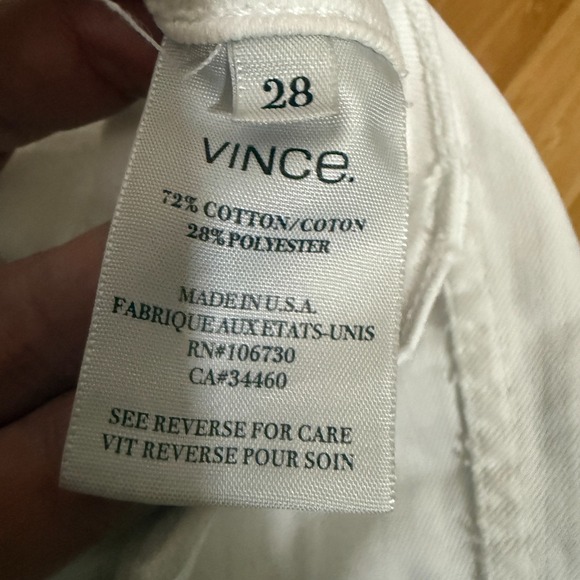 28
VINCE.
72% COTTON/COTON
28% POLYESTER
MADE IN U.S.A.
FABRIQUE AUX ETATS-UNIS
RN#106730
CA#34460
SEE REVERSE FOR CARE
VIT REVERSE POUR SOIN